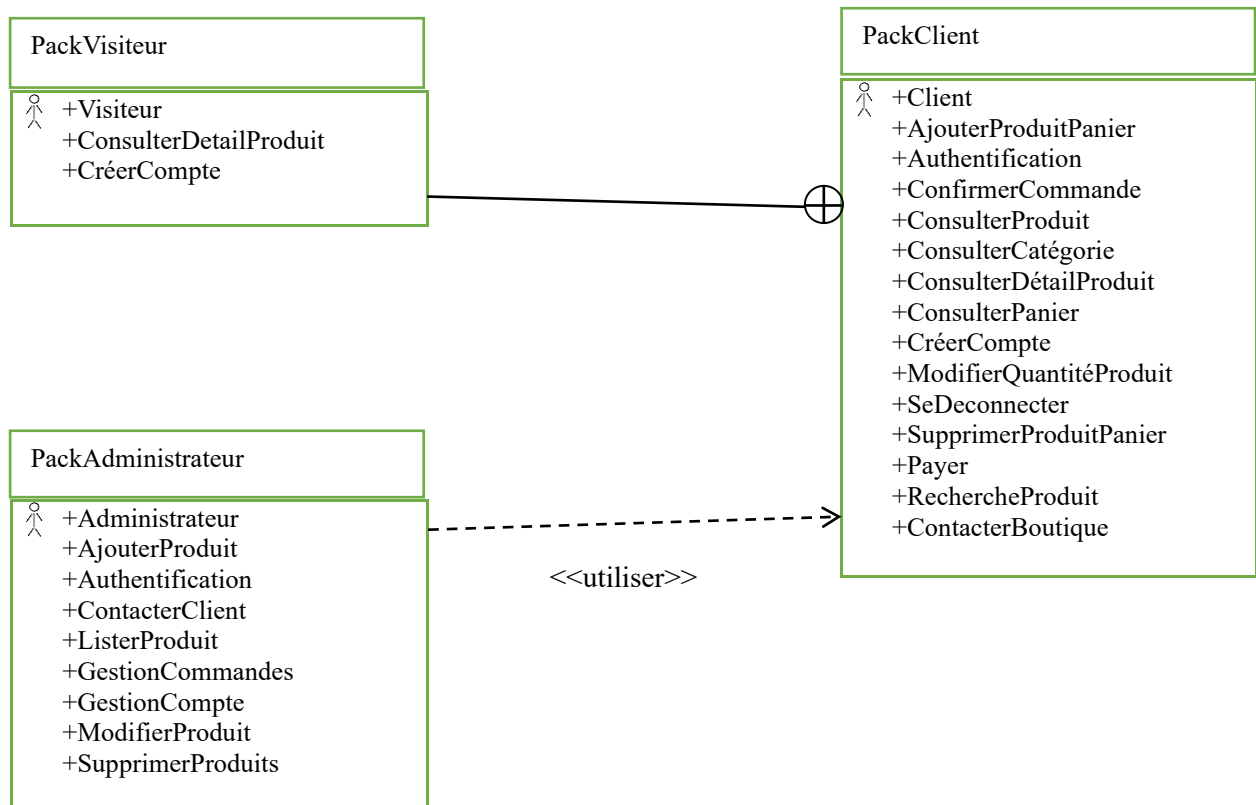 PackVisiteur
+Visiteur
+ConsulterDetailProduit
+CréerCompte
PackClient
+Client
+AjouterProduitPanier
+Authentification
+ConfirmerCommande
+ConsulterProduit
+ConsulterCatégorie
+ConsulterDétailProduit
+ConsulterPanier
+CréerCompte
+ModifierQuantitéProduit
+SeDeconnecter
+SupprimerProduitPanier
+Payer
+RechercheProduit
+ContacterBoutique
PackAdministrateur
+Administrateur
+AjouterProduit
+Authentification
+ContacterClient
+ListerProduit
+GestionCommandes
+GestionCompte
+ModifierProduit
+SupprimerProduits
<<utiliser>>